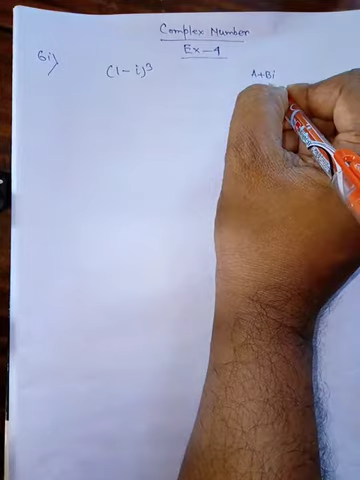 Complex Number
Ex-4
6i) (1-i)³ A+Bi